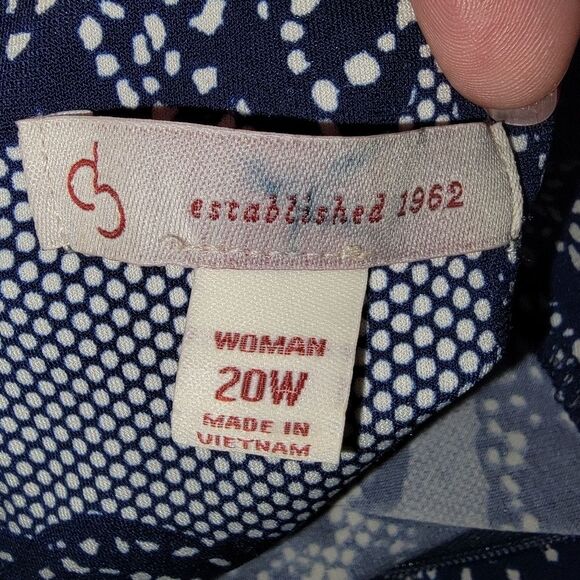 established 1962
WOMAN
20W
MADE IN
VIETNAM